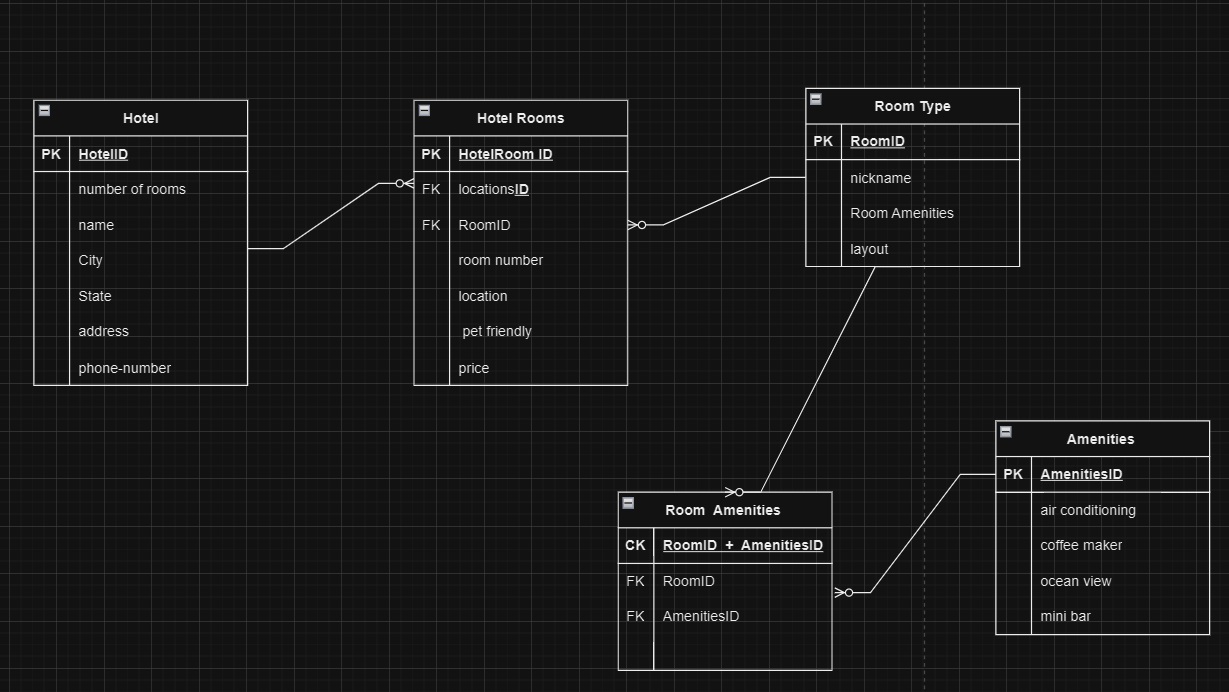 Hotel
PK HotelID
number of rooms
name
City
State
address
phone-number
Hotel Rooms
PK HotelRoom ID
FK locationsID
FK RoomID
room number
location
pet friendly
price
Room Type
PK RoomID
nickname
Room Amenities
layout
Room Amenities
CK RoomID + AmenitiesID
FK RoomID
FK AmenitiesID
Amenities
PK AmenitiesID
air conditioning
coffee maker
ocean view
mini bar